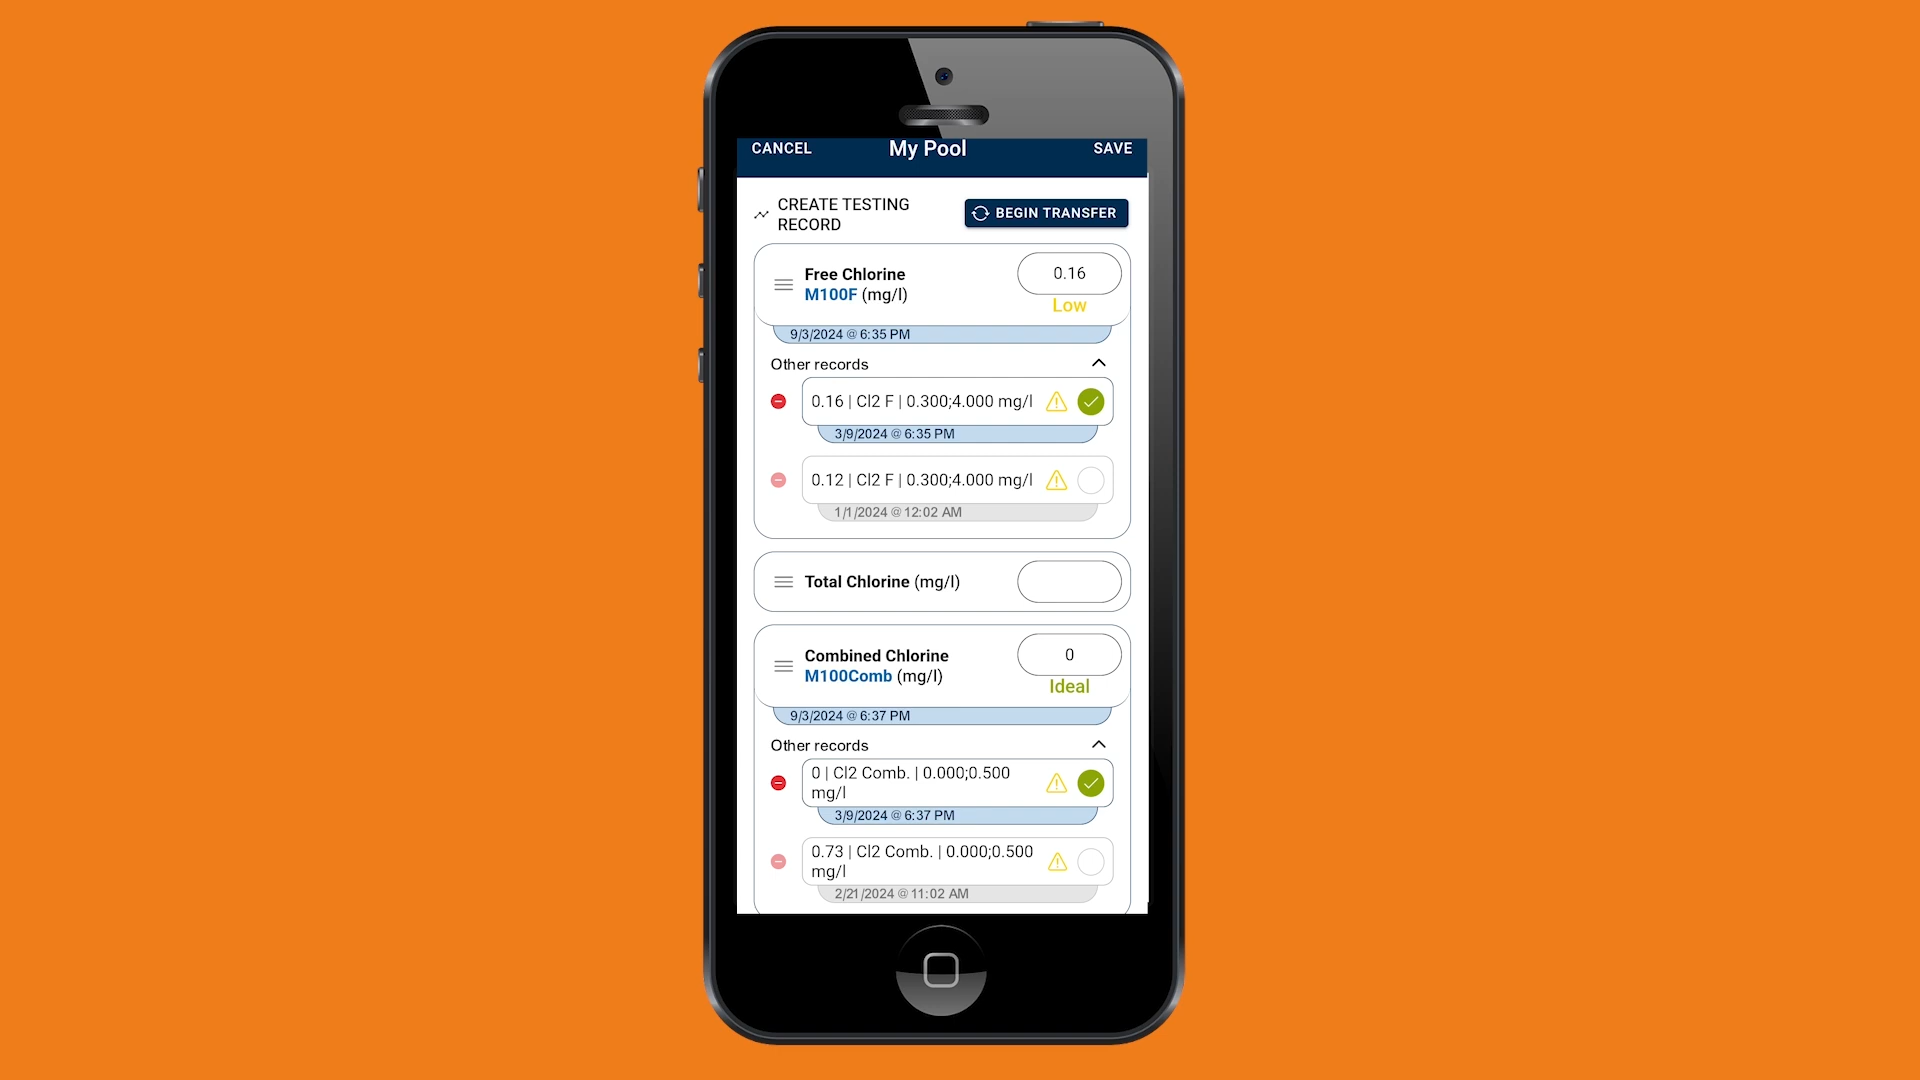 CANCEL My Pool SAVE
CREATE TESTING
RECORD
BEGIN TRANSFER
Free Chlorine
M100F (mg/l)
0.16
Low
9/3/2024 @ 6:35 PM
Other records
0.16 | Cl2 F | 0.300;4.000 mg/l
3/9/2024 @ 6:35 PM
0.12 | Cl2 F | 0.300;4.000 mg/l
1/1/2024 @ 12:02 AM
Total Chlorine (mg/l)
Combined Chlorine
M100Comb (mg/l)
0
Ideal
9/3/2024 @ 6:37 PM
Other records
0 | Cl2 Comb. | 0.000;0.500
mg/l
3/9/2024 @ 6:37 PM
0.73 | Cl2 Comb. | 0.000;0.500
mg/l
2/21/2024 @ 11:02 AM